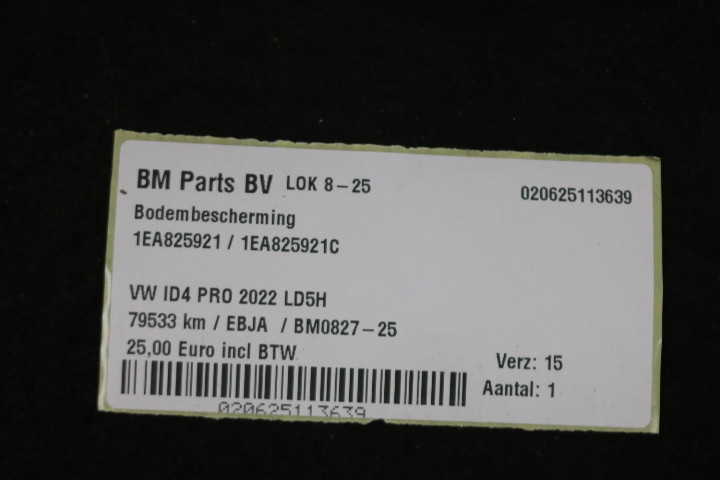 BM Parts BV LOK 8-25 020625113639
Bodembescherming
1EA825921 / 1EA825921C
VW ID4 PRO 2022 LD5H
79533 km / EBJA / BM0827-25
25,00 Euro incl BTW
Verz: 15
Aantal: 1
020625113639